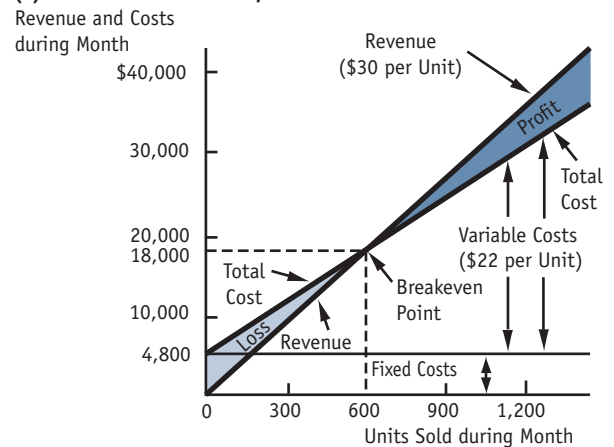 Revenue and Costs
during Month
$40,000
30,000
20,000
18,000
10,000
4,800
0
300
600
900
1,200
Units Sold during Month
Revenue
($30 per Unit)
Profit
Total
Cost
Variable Costs
($22 per Unit)
Breakeven
Point
Total
Cost
Revenue
Loss
Fixed Costs